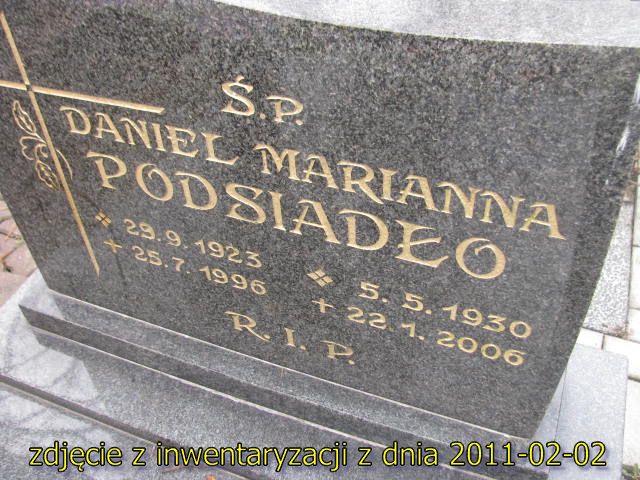 Ś.P.
DANIEL MARIANNA
PODSIADŁO
29.9.1923
+ 25.7.1996
5.5.1930
+ 22.1.2006
R.I.P.
zdjęcie z inwentaryzacji z dnia 2011-02-02